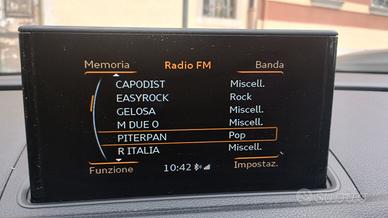 Memoria Radio FM Banda
CAPODIST Miscell.
EASYROCK Rock
GELOSA Miscell.
M DUE O Miscell.
PITERPAN Pop
R ITALIA Miscell.
Funzione 10:42 Impostaz.